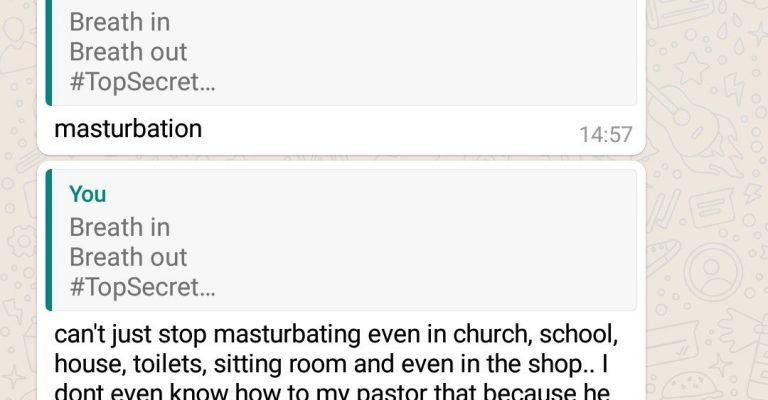 Breath in
Breath out
#TopSecret...
masturbation
14:57
You
Breath in
Breath out
#TopSecret...
can't just stop masturbating even in church, school,
house, toilets, sitting room and even in the shop.. I
dont even know how to my pastor that because he